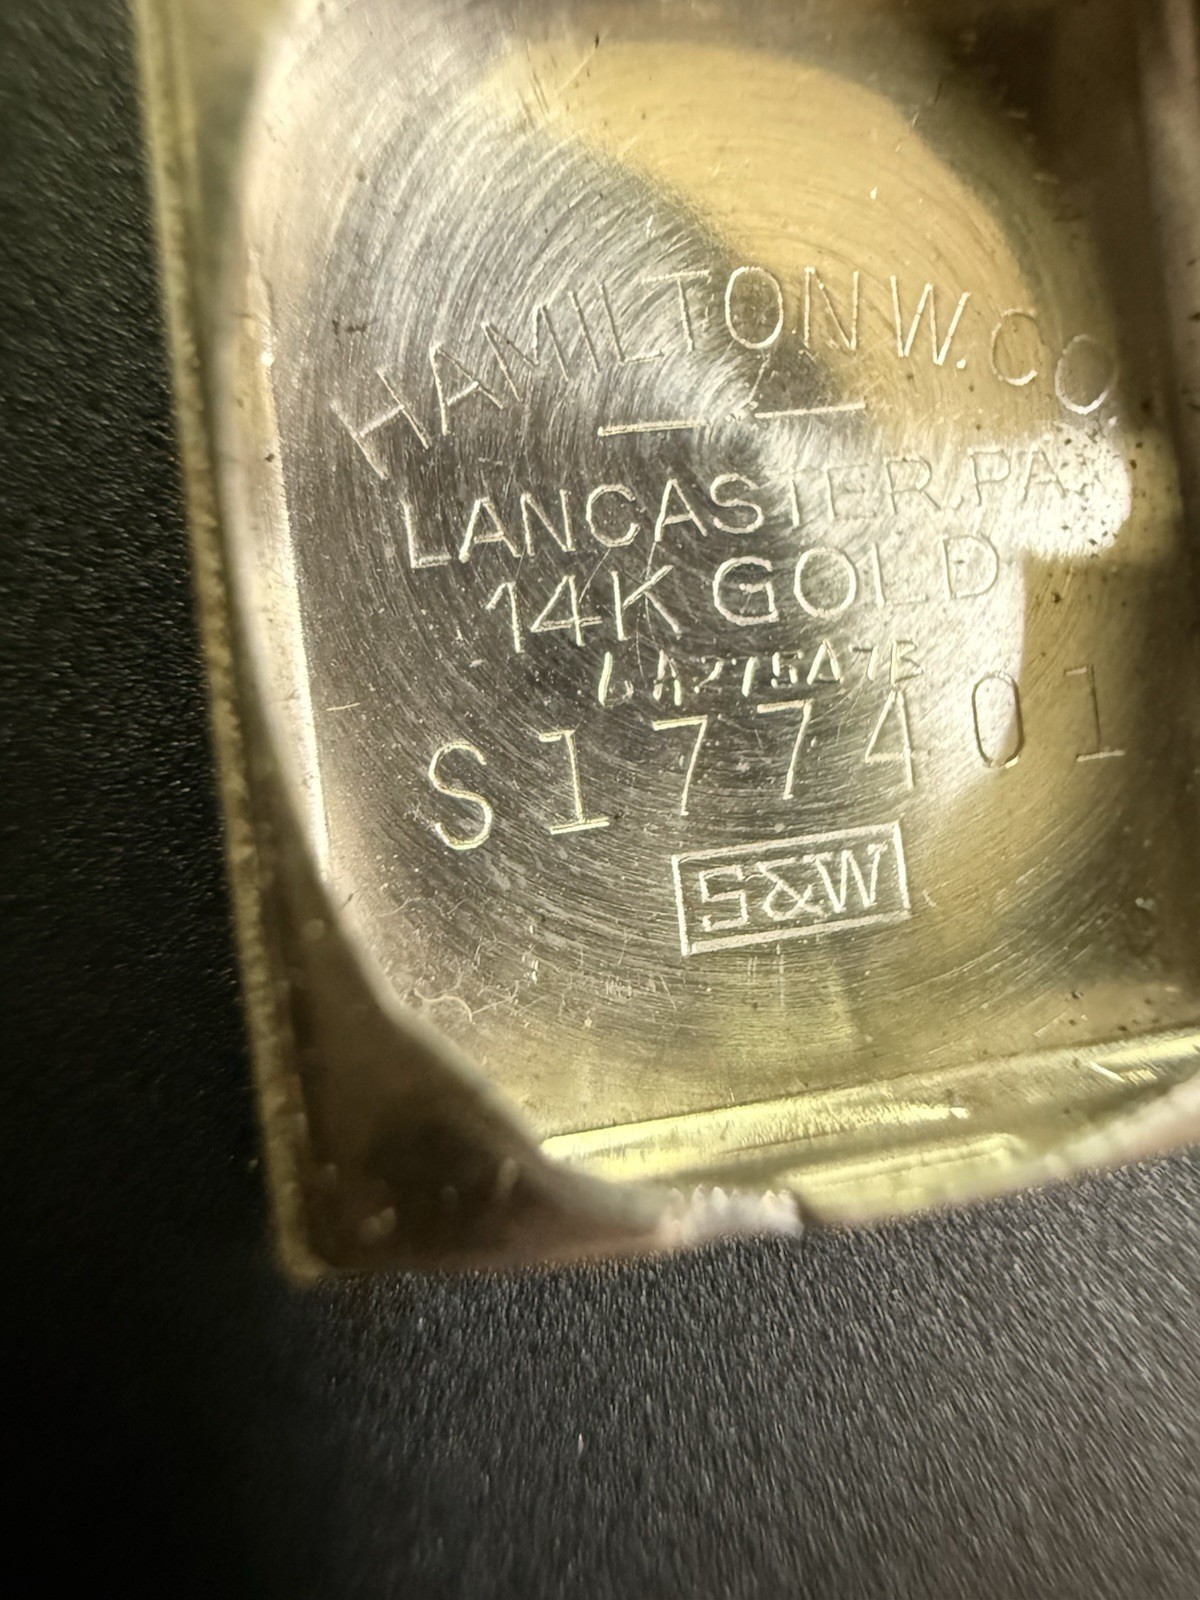 HAMILTON W. CO.
LANCASTER, PA.
14K GOLD
S177401
S&W